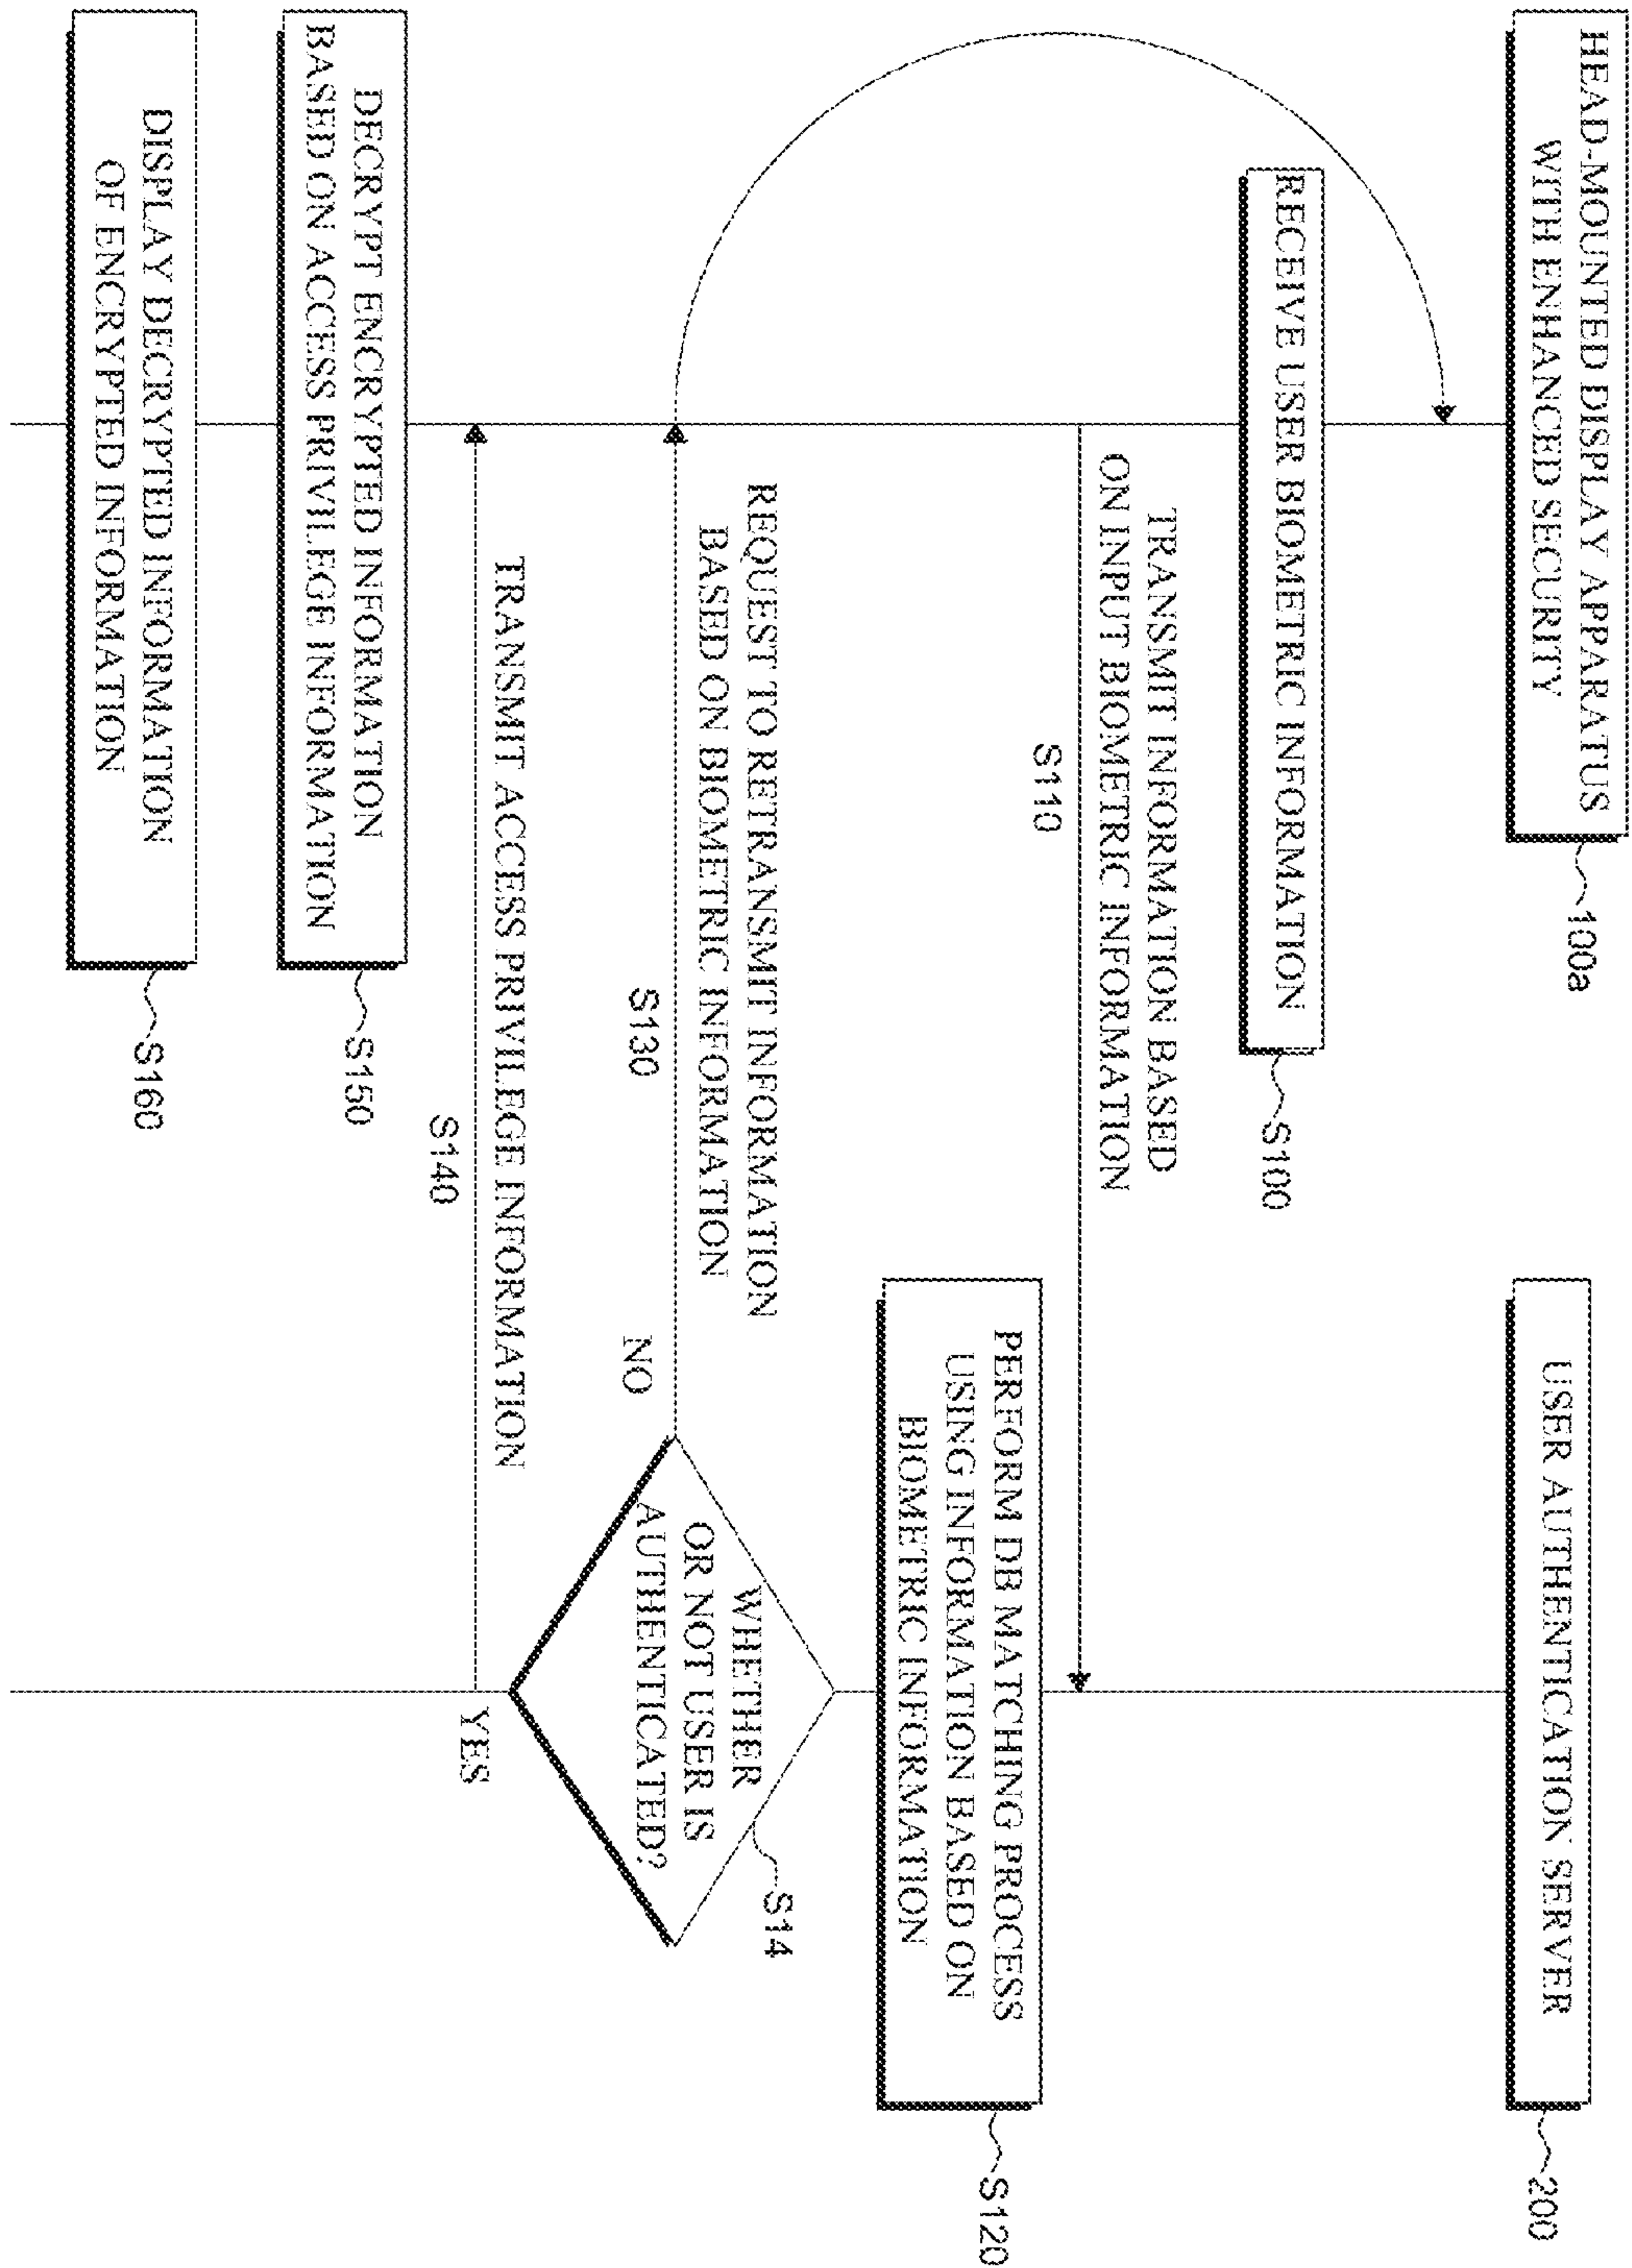 HEAD-MOUNTED DISPLAY APPARATUS
WITH ENHANCED SECURITY
100a
USER AUTHENTICATION SERVER
200
RECEIVE USER BIOMETRIC INFORMATION
S100
TRANSMIT INFORMATION BASED
ON INPUT BIOMETRIC INFORMATION
S110
PERFORM DB MATCHING PROCESS
USING INFORMATION BASED ON
BIOMETRIC INFORMATION
S120
WHETHER
OR NOT USER IS
AUTHENTICATED?
S14
REQUEST TO RETRANSMIT INFORMATION
BASED ON BIOMETRIC INFORMATION
S130
NO
TRANSMIT ACCESS PRIVILEGE INFORMATION
S140
YES
DECRYPT ENCRYPTED INFORMATION
BASED ON ACCESS PRIVILEGE INFORMATION
S150
DISPLAY DECRYPTED INFORMATION
OF ENCRYPTED INFORMATION
S160